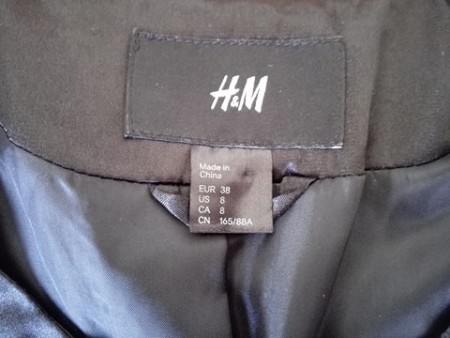 H&M
Made in
China
EUR 38
US 8
CA 8
CN 165/88A